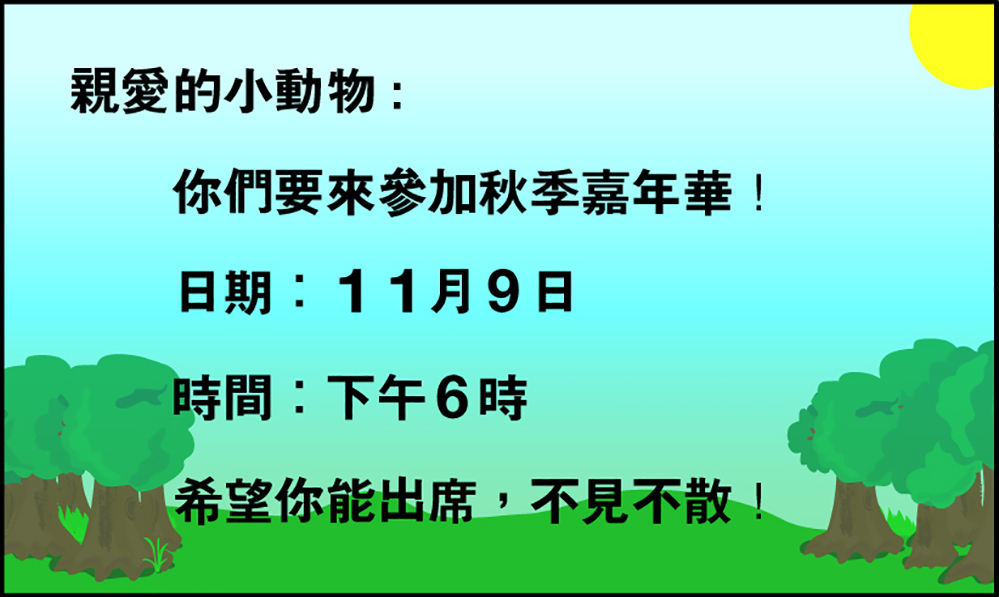 親愛的小動物：
你們要來參加秋季嘉年華！
日期：１１月９日
時間：下午６時
希望你能出席，不見不散！